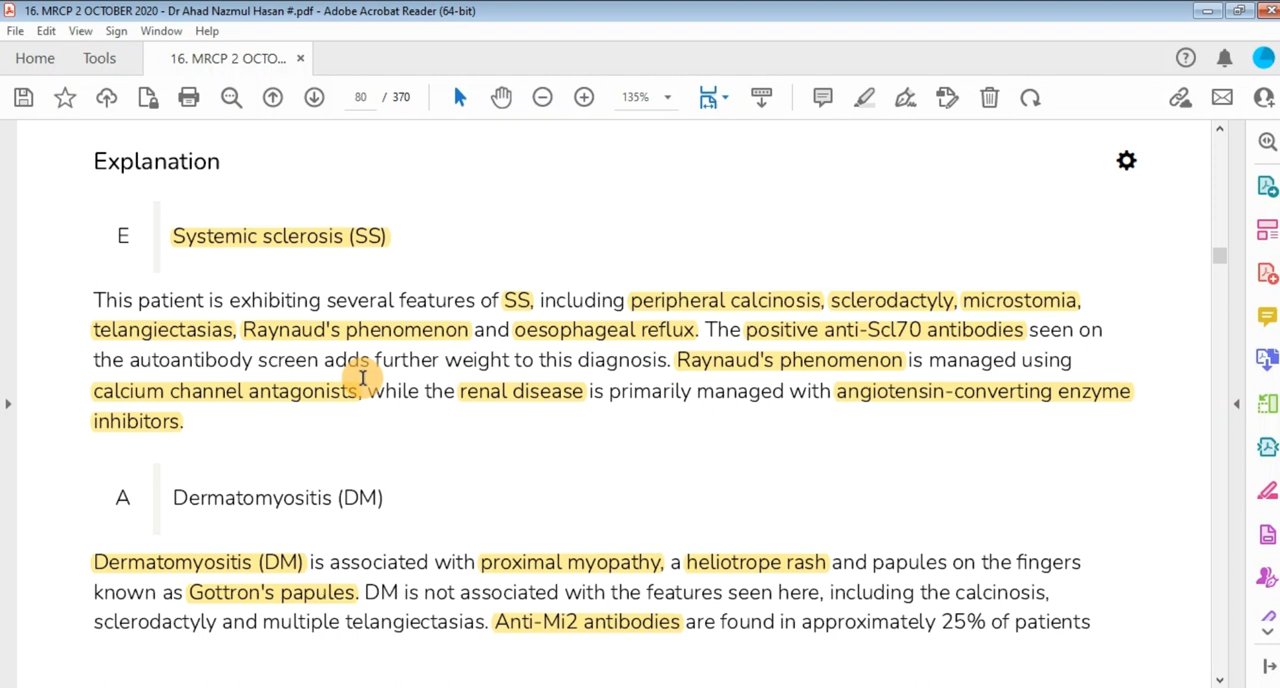 16. MRCP 2 OCTOBER 2020 - Dr Ahad Nazmul Hasan #.pdf - Adobe Acrobat Reader (64-bit)
File Edit View Sign Window Help
Home Tools 16. MRCP 2 OCTO... ×
80 / 370 135%
Explanation
E Systemic sclerosis (SS)
This patient is exhibiting several features of SS, including peripheral calcinosis, sclerodactyly, microstomia,
telangiectasias, Raynaud's phenomenon and oesophageal reflux. The positive anti-Scl70 antibodies seen on
the autoantibody screen adds further weight to this diagnosis. Raynaud's phenomenon is managed using
calcium channel antagonists, while the renal disease is primarily managed with angiotensin-converting enzyme
inhibitors.
A Dermatomyositis (DM)
Dermatomyositis (DM) is associated with proximal myopathy, a heliotrope rash and papules on the fingers
known as Gottron's papules. DM is not associated with the features seen here, including the calcinosis,
sclerodactyly and multiple telangiectasias. Anti-Mi2 antibodies are found in approximately 25% of patients